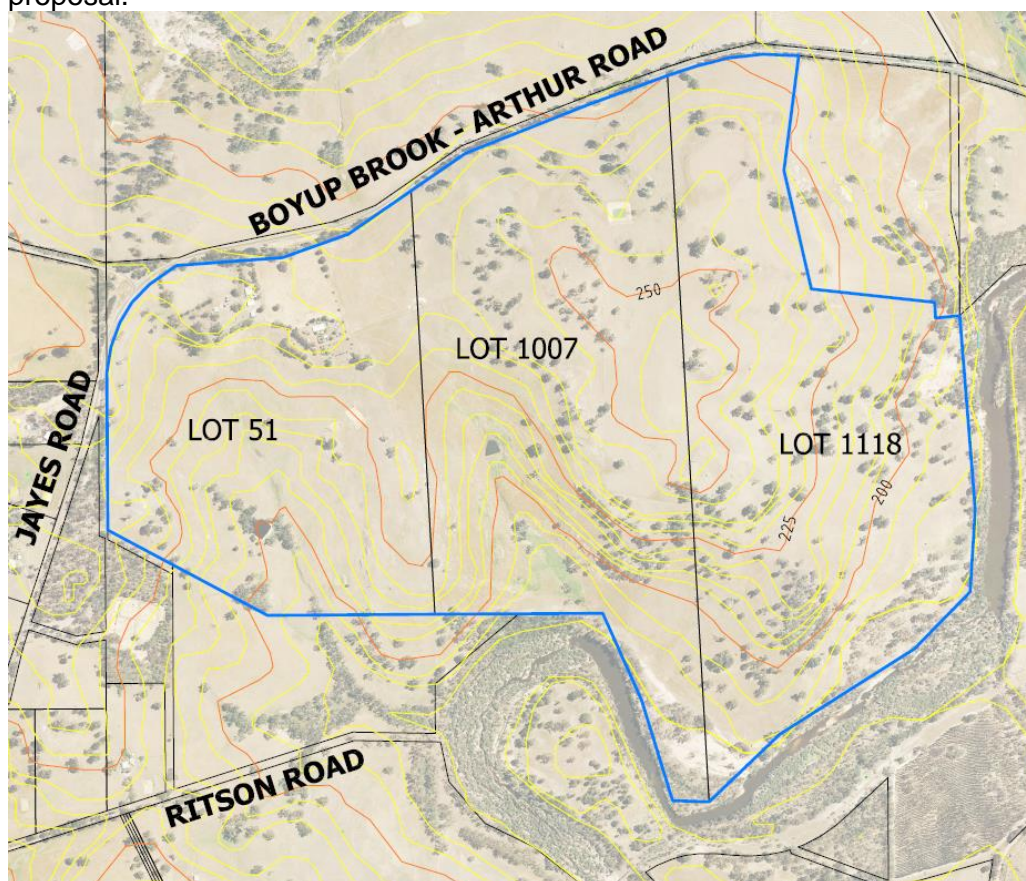 proposal.
BOYUP BROOK - ARTHUR ROAD
250
LOT 1007
LOT 51
LOT 1118
JAYES ROAD
200
225
RITSON ROAD